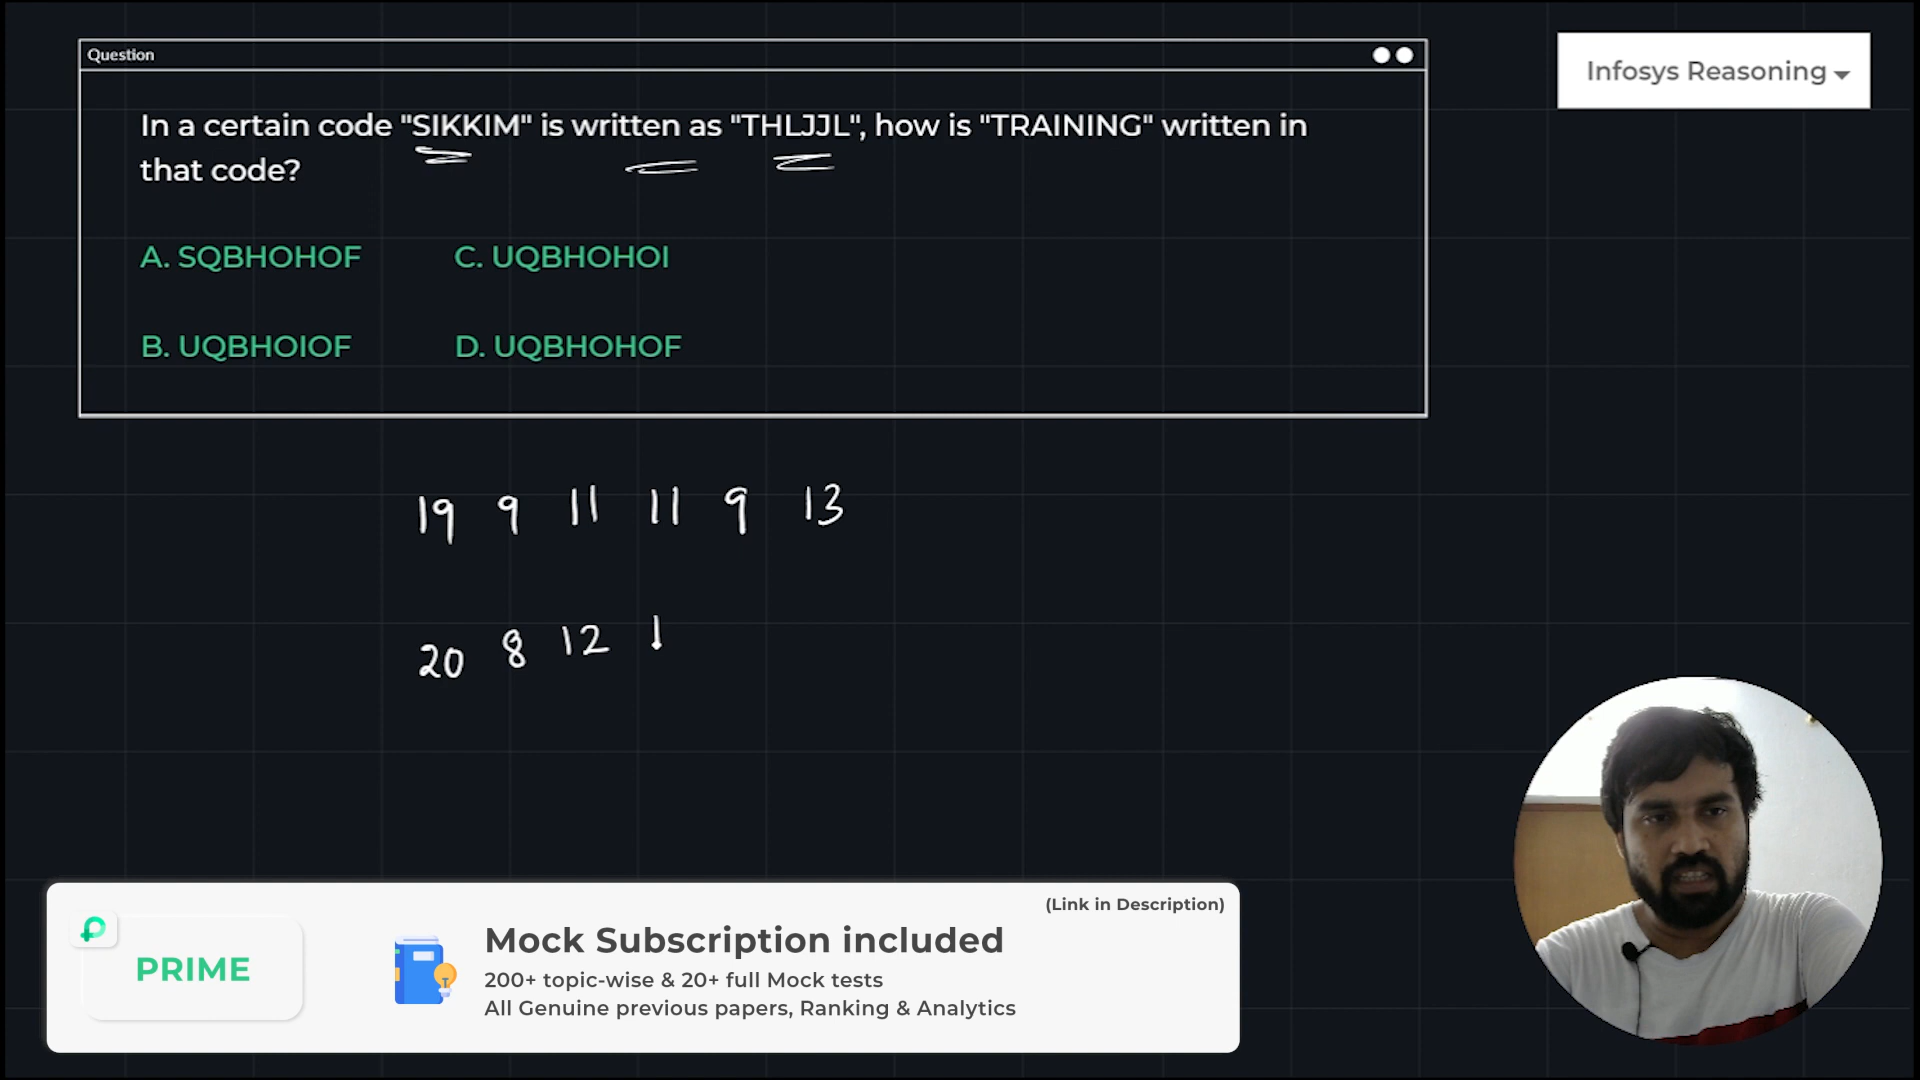 Question
Infosys Reasoning
In a certain code "SIKKIM" is written as "THLJJL", how is "TRAINING" written in
that code?
A. SQBHOHOF
C. UQBHOHOI
B. UQBHOIOF
D. UQBHOHOF
19 9 11 11 9 13
20 8 12 1
(Link in Description)
PRIME
Mock Subscription included
200+ topic-wise & 20+ full Mock tests
All Genuine previous papers, Ranking & Analytics